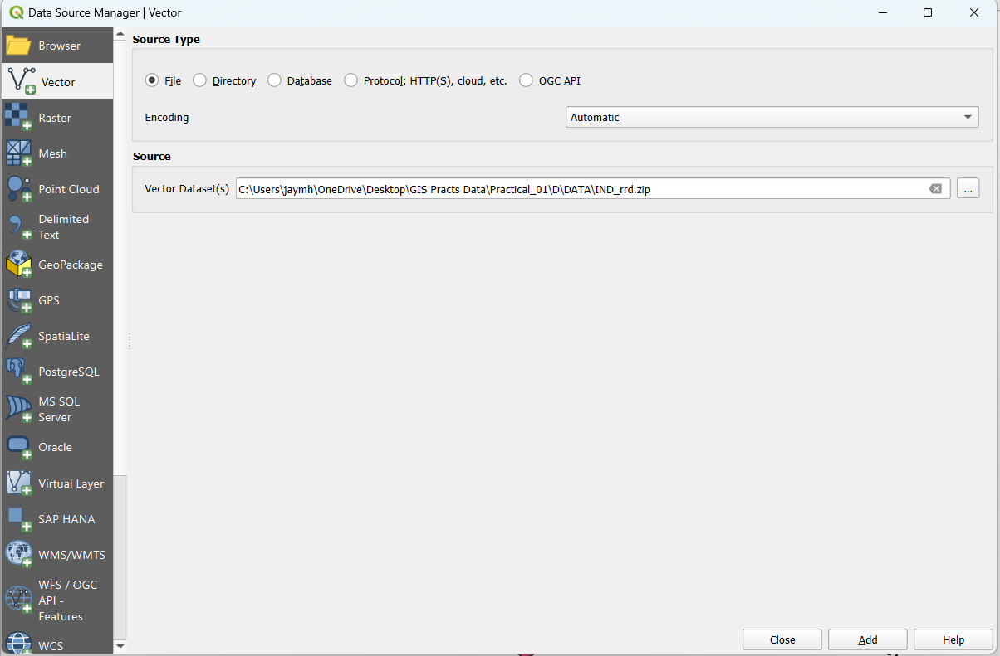 Data Source Manager | Vector
Browser
Vector
Raster
Mesh
Point Cloud
Delimited
Text
GeoPackage
GPS
SpatiaLite
PostgreSQL
MS SQL
Server
Oracle
Virtual Layer
SAP HANA
WMS/WMTS
WFS / OGC
API -
Features
WCS
Source Type
File Directory Database Protocol: HTTP(S), cloud, etc. OGC API
Encoding Automatic
Source
Vector Dataset(s) C:\Users\jaymh\OneDrive\Desktop\GIS Practs Data\Practical_01\D\DATA\IND_rrd.zip ...
Close Add Help